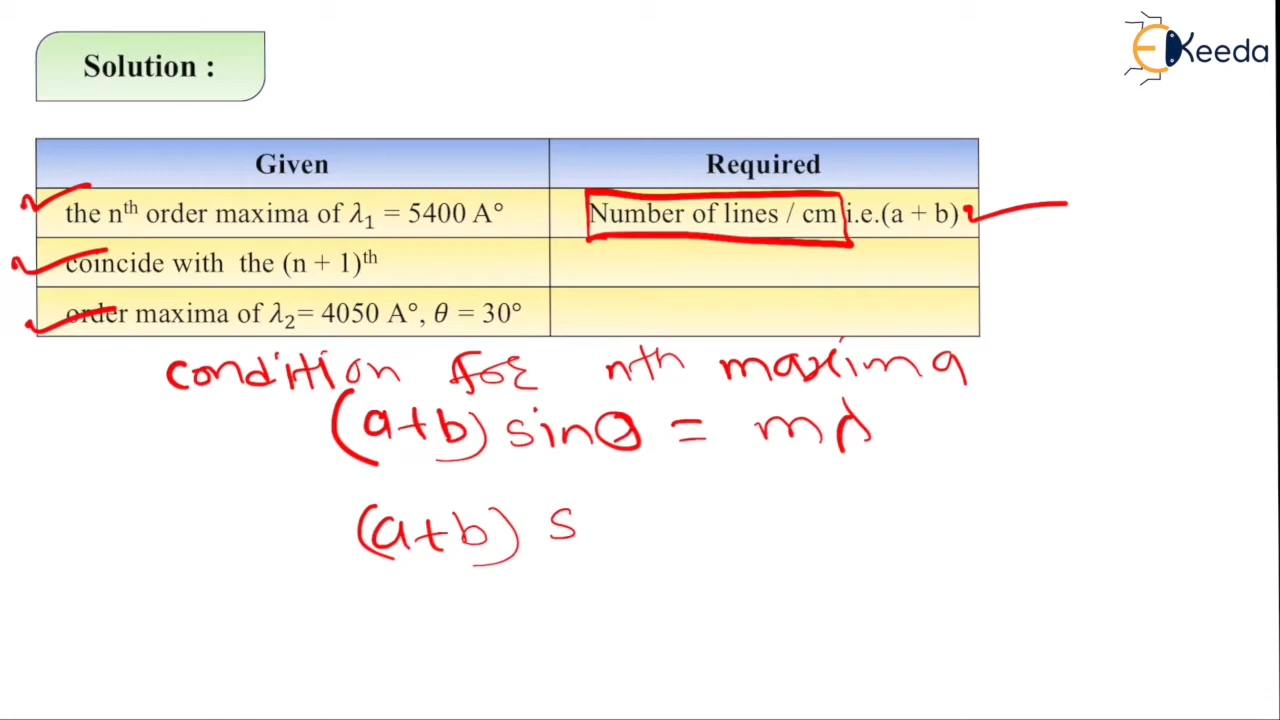 Solution :
EKeeda
Given
Required
the nth order maxima of λ1 = 5400 A°
Number of lines / cm i.e.(a + b)
coincide with the (n + 1)th
order maxima of λ2= 4050 A°, θ = 30°
condition for nth maxima
(a+b) sinθ = mλ
(a+b) s